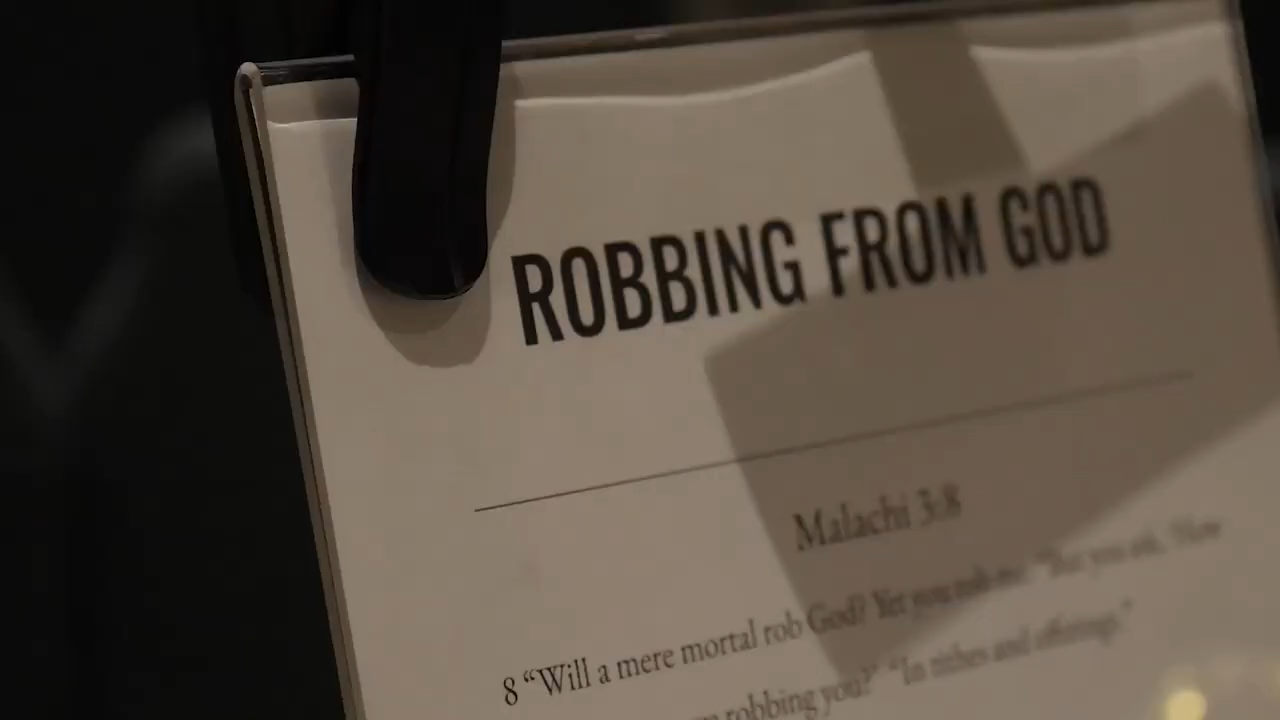 ROBBING FROM GOD
Malachi 3:8
8 “Will a mere mortal rob God? Yet you rob me. “But you ask, ‘How
robbing you?’ “In tithes and offerings.”